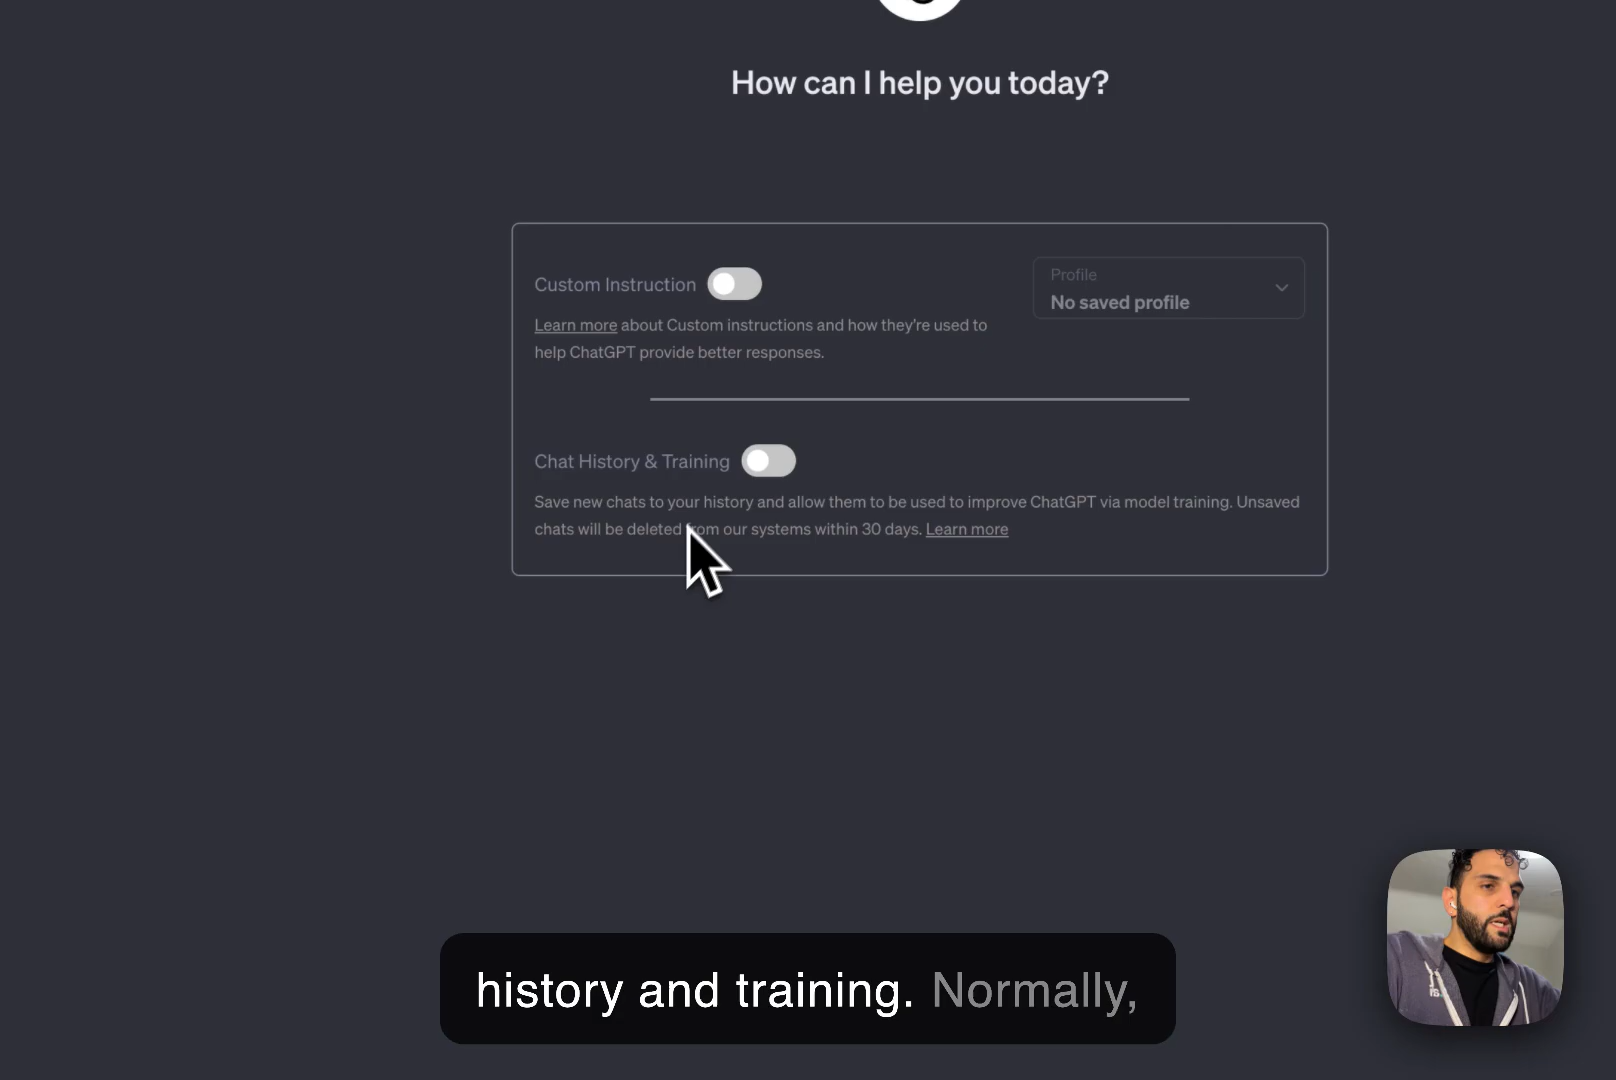 How can I help you today?
Custom Instruction
Profile
No saved profile
Learn more about Custom instructions and how they're used to
help ChatGPT provide better responses.
Chat History & Training
Save new chats to your history and allow them to be used to improve ChatGPT via model training. Unsaved
chats will be deleted from our systems within 30 days. Learn more
history and training. Normally,